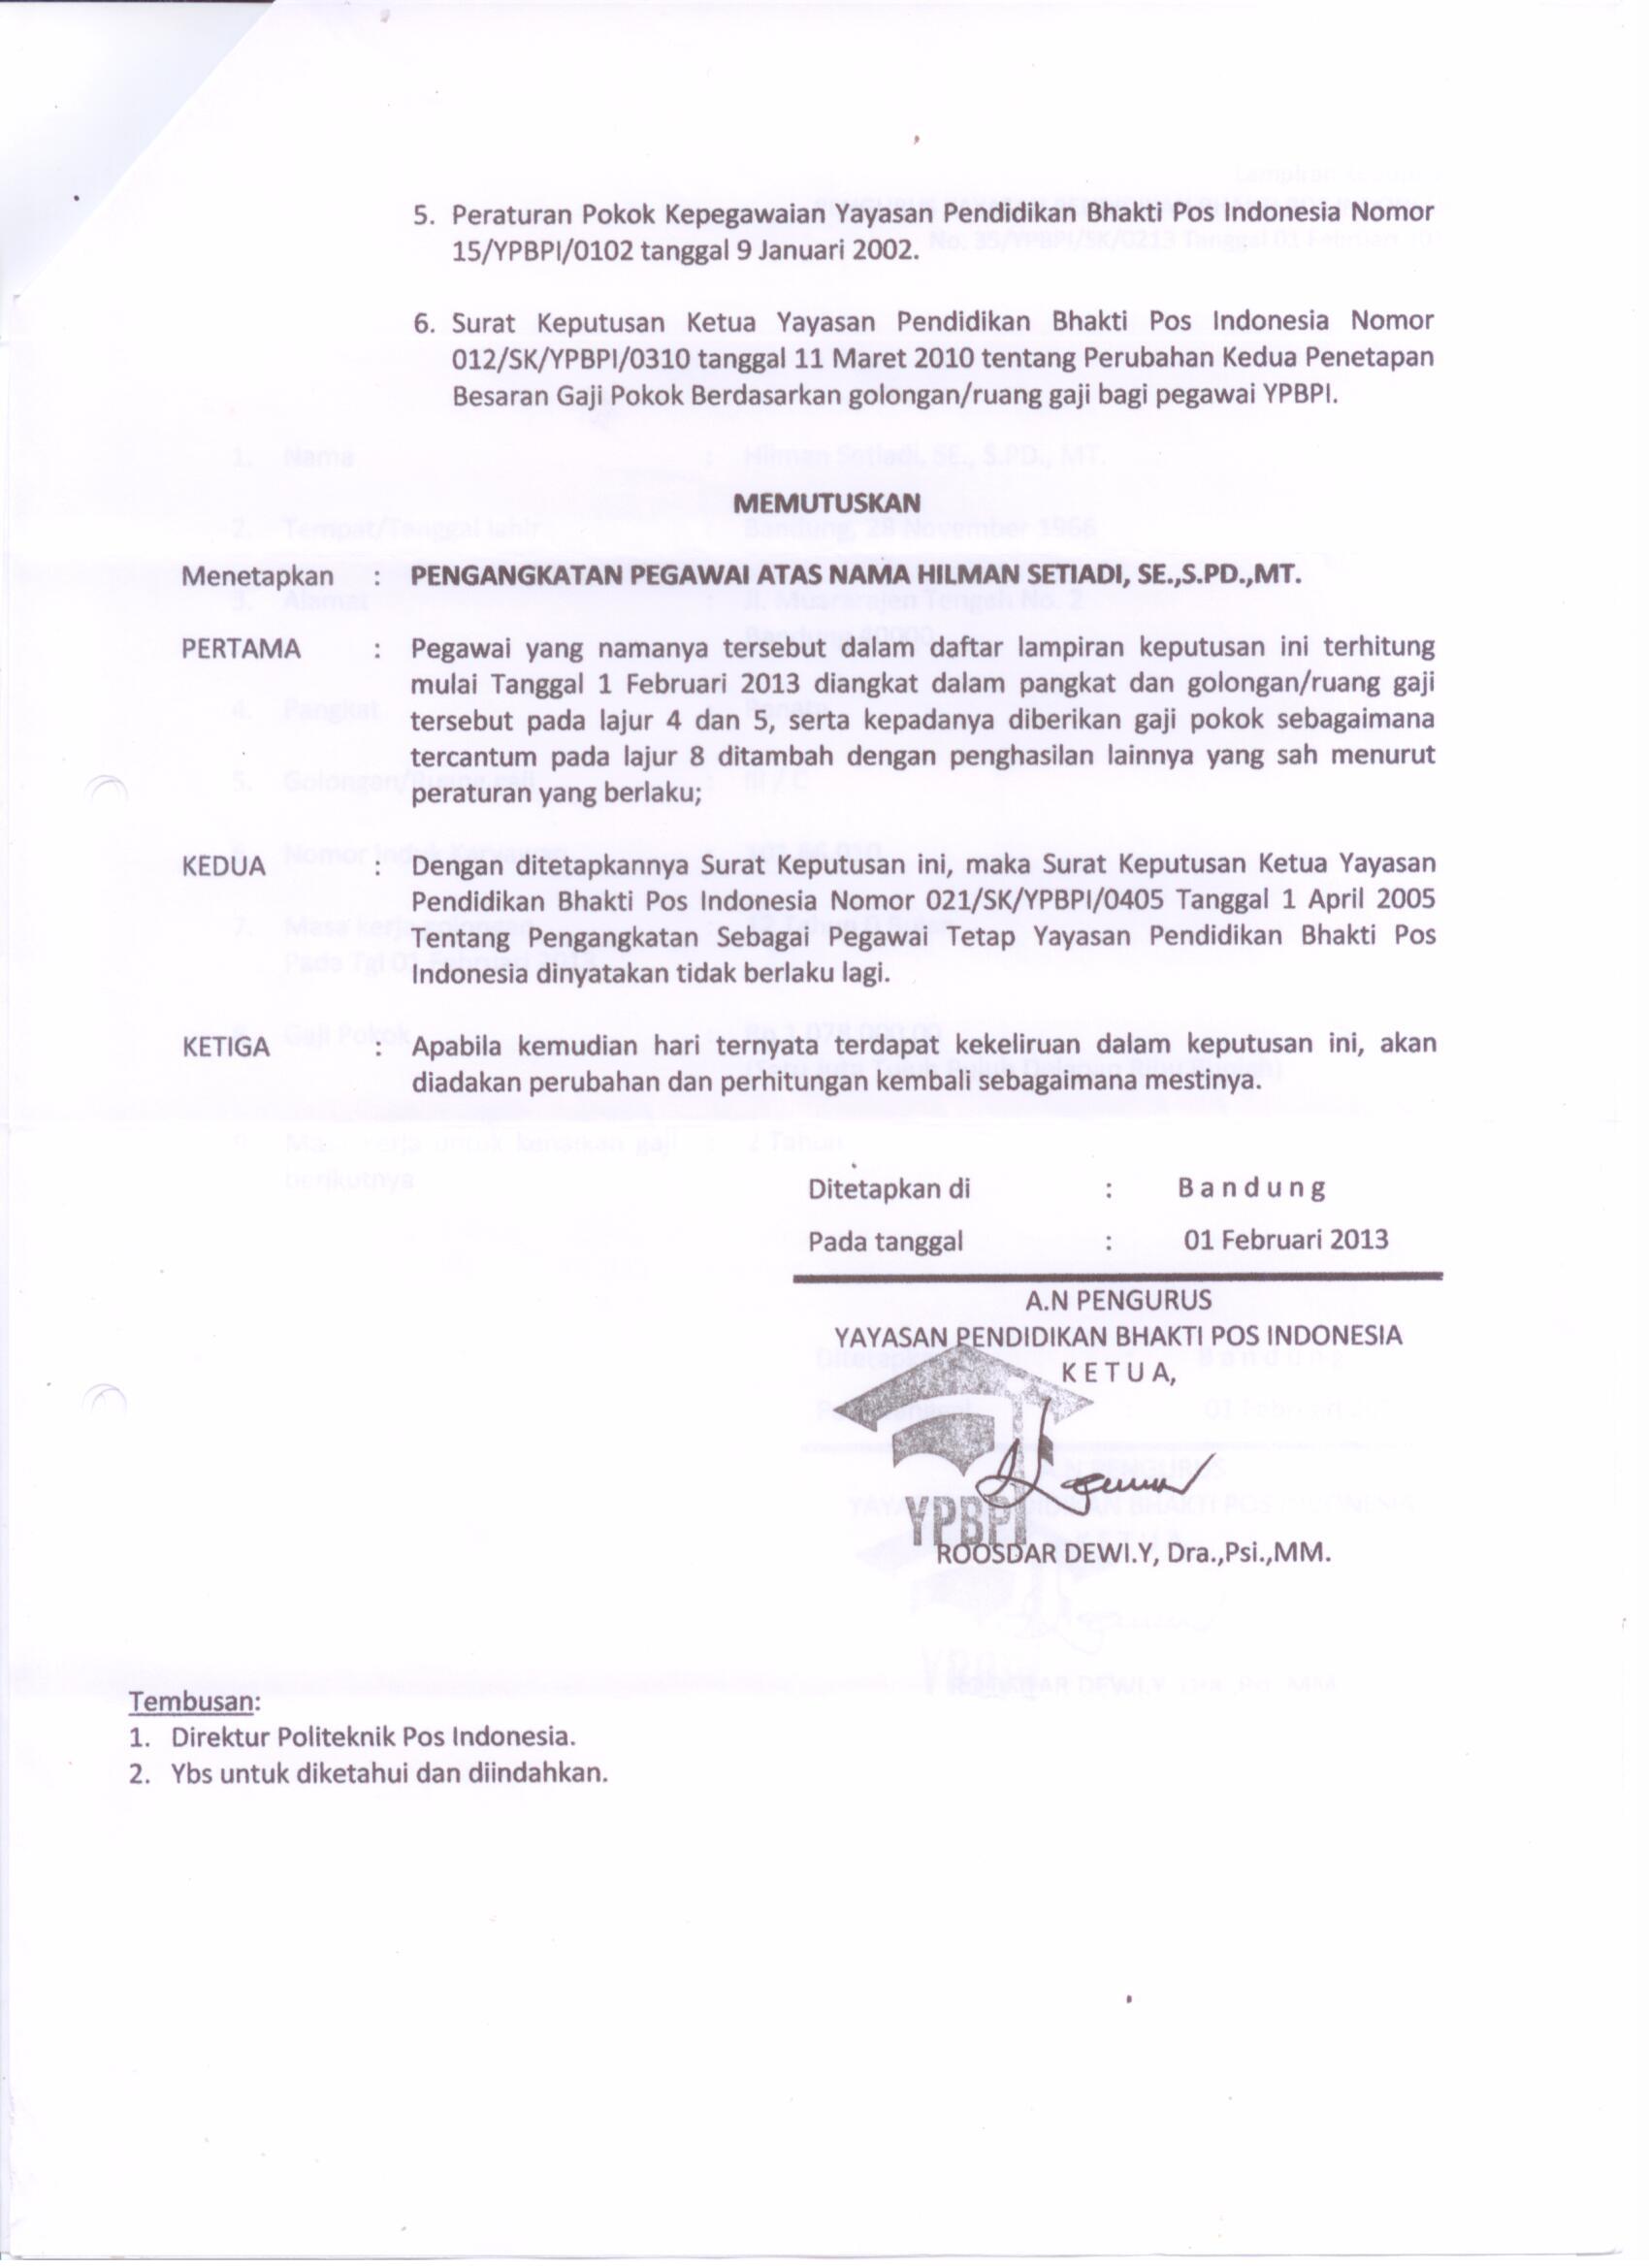 5. Peraturan Pokok Kepegawaian Yayasan Pendidikan Bhakti Pos Indonesia Nomor
15/YPBPI/0102 tanggal 9 Januari 2002.
6. Surat Keputusan Ketua Yayasan Pendidikan Bhakti Pos Indonesia Nomor
012/SK/YPBPI/0310 tanggal 11 Maret 2010 tentang Perubahan Kedua Penetapan
Besaran Gaji Pokok Berdasarkan golongan/ruang gaji bagi pegawai YPBPI.
MEMUTUSKAN
Menetapkan : PENGANGKATAN PEGAWAI ATAS NAMA HILMAN SETIADI, SE.,S.PD.,MT.
PERTAMA : Pegawai yang namanya tersebut dalam daftar lampiran keputusan ini terhitung
mulai Tanggal 1 Februari 2013 diangkat dalam pangkat dan golongan/ruang gaji
tersebut pada lajur 4 dan 5, serta kepadanya diberikan gaji pokok sebagaimana
tercantum pada lajur 8 ditambah dengan penghasilan lainnya yang sah menurut
peraturan yang berlaku;
KEDUA : Dengan ditetapkannya Surat Keputusan ini, maka Surat Keputusan Ketua Yayasan
Pendidikan Bhakti Pos Indonesia Nomor 021/SK/YPBPI/0405 Tanggal 1 April 2005
Tentang Pengangkatan Sebagai Pegawai Tetap Yayasan Pendidikan Bhakti Pos
Indonesia dinyatakan tidak berlaku lagi.
KETIGA : Apabila kemudian hari ternyata terdapat kekeliruan dalam keputusan ini, akan
diadakan perubahan dan perhitungan kembali sebagaimana mestinya.
Ditetapkan di : B a n d u n g
Pada tanggal : 01 Februari 2013
A.N PENGURUS
YAYASAN PENDIDIKAN BHAKTI POS INDONESIA
K E T U A,
YPBPI
ROOSDAR DEWI.Y, Dra.,Psi.,MM.
Tembusan:
1. Direktur Politeknik Pos Indonesia.
2. Ybs untuk diketahui dan diindahkan.